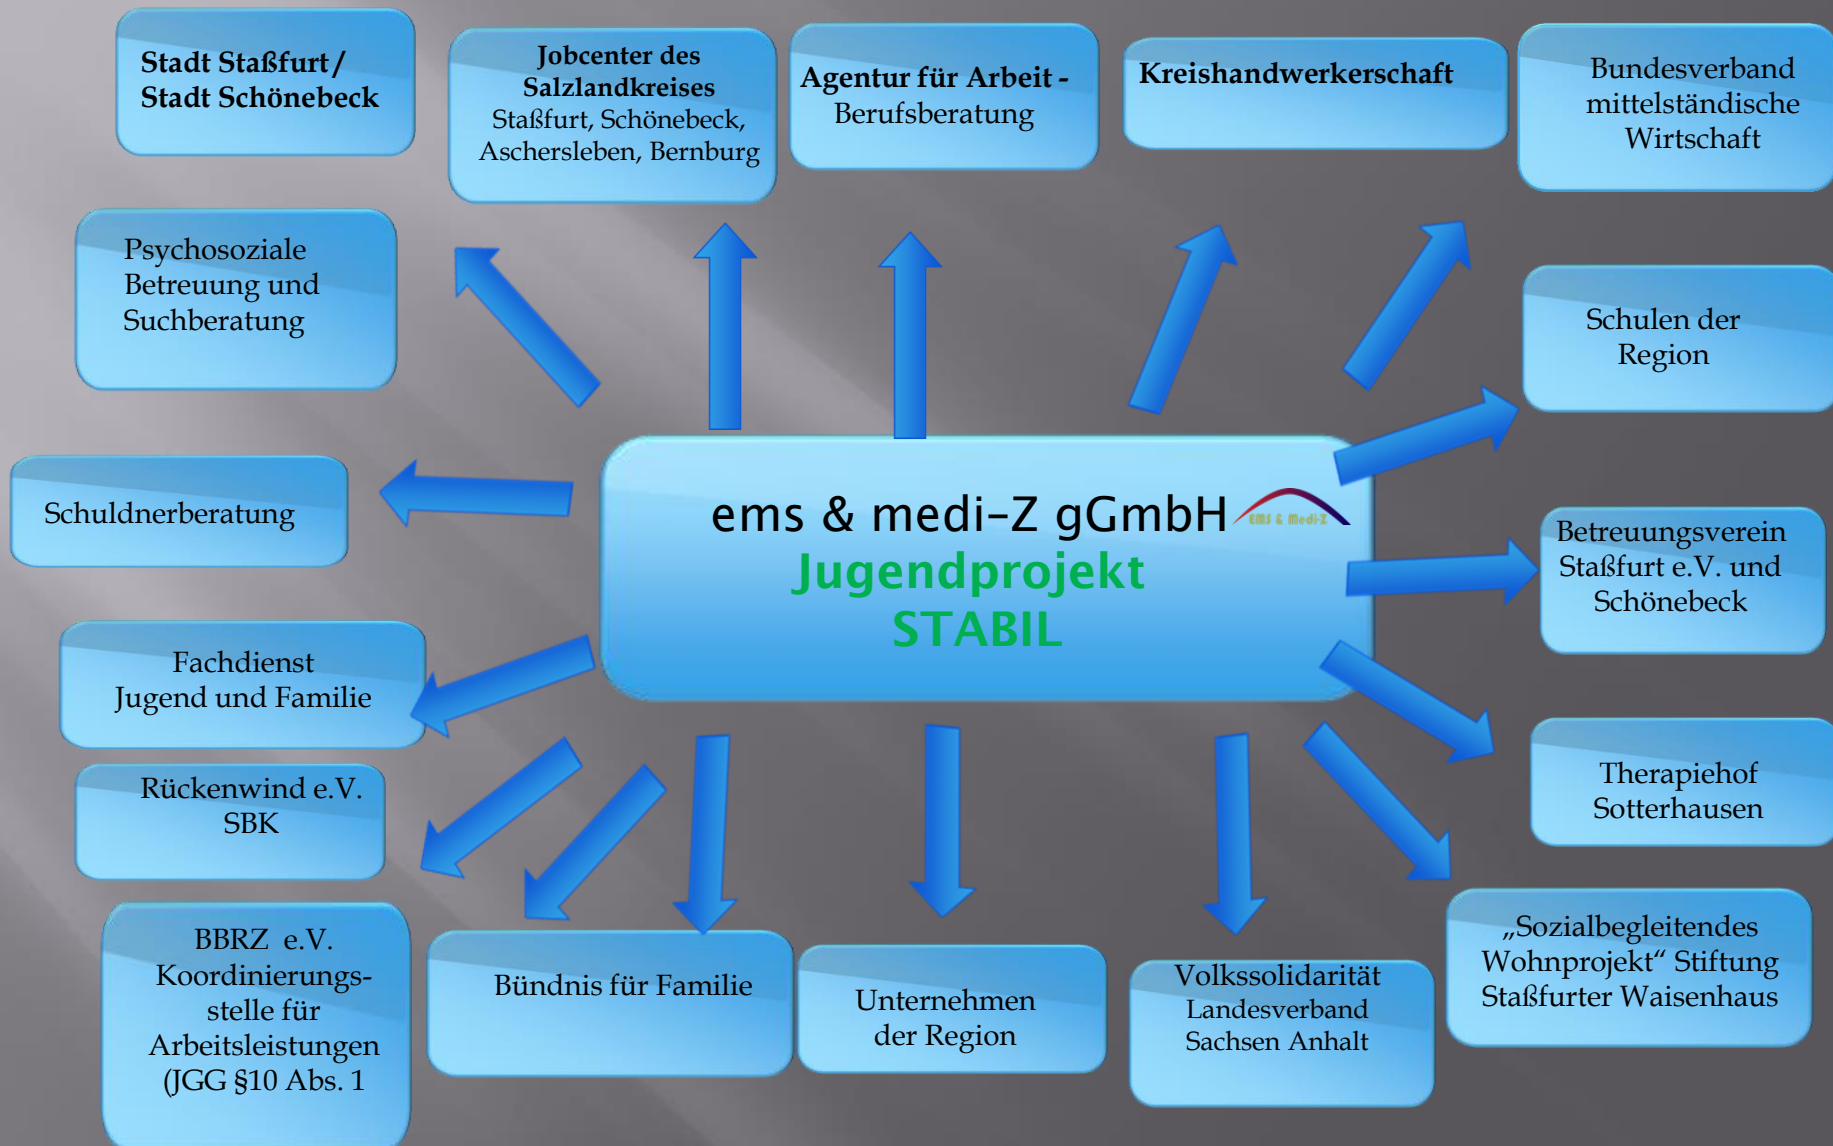 Stadt Staßfurt/
Stadt Schönebeck
Jobcenter des
Salzlandkreises
Staßfurt, Schönebeck,
Aschersleben, Bernburg
Agentur für Arbeit -
Berufsberatung
Kreishandwerkerschaft
Bundesverband
mittelständische
Wirtschaft
Psychosoziale
Betreuung und
Suchberatung
Schulen der
Region
Schuldnerberatung
ems & medi-Z gGmbH
EMS & Medi-Z
Jugendprojekt
STABIL
Betreuungsverein
Staßfurt e.V. und
Schönebeck
Fachdienst
Jugend und Familie
Therapiehof
Sotterhausen
Rückenwind e.V.
SBK
BBRZ  e.V.
Koordinierungs-
stelle für
Arbeitsleistungen
(JGG §10 Abs. 1
Bündnis für Familie
Unternehmen
der Region
Volkssolidarität
Landesverband
Sachsen Anhalt
„Sozialbegleitendes
Wohnprojekt“ Stiftung
Staßfurter Waisenhaus